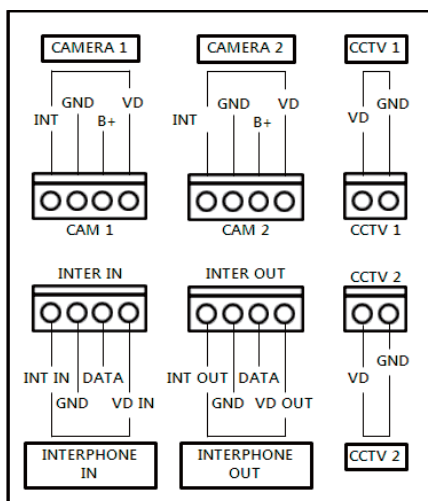 CAMERA 1
CAMERA 2
CCTV 1
INT
GND
B+
VD
INT
GND
B+
VD
VD
GND
CAM 1
CAM 2
CCTV 1
INTER IN
INTER OUT
CCTV 2
INT IN
GND
DATA
VD IN
INT OUT
GND
DATA
VD OUT
VD
GND
INTERPHONE
IN
INTERPHONE
OUT
CCTV 2